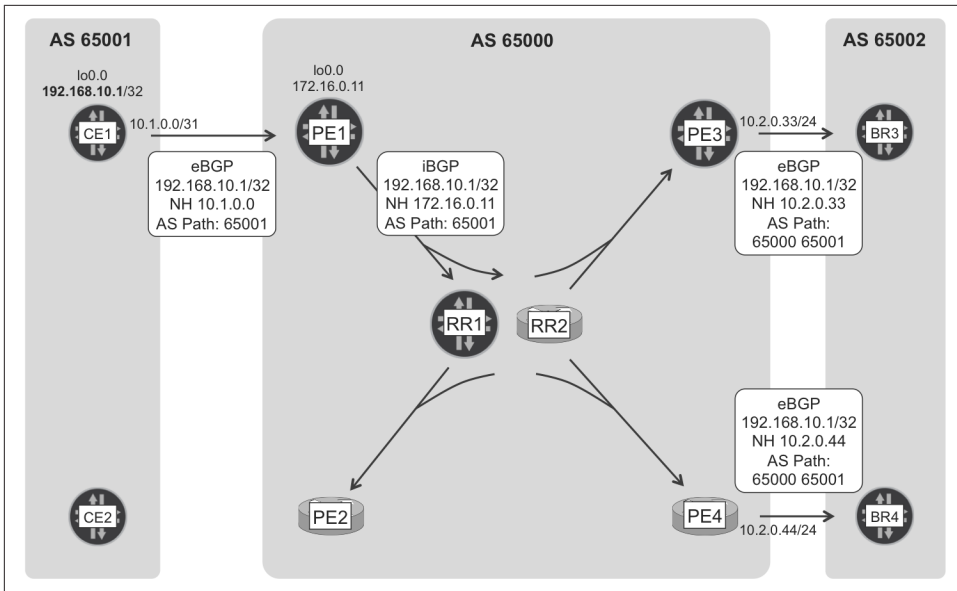 AS 65001
AS 65000
AS 65002
lo0.0
192.168.10.1/32
CE1
10.1.0.0/31
lo0.0
172.16.0.11
PE1
PE3
10.2.0.33/24
BR3
eBGP
192.168.10.1/32
NH 10.1.0.0
AS Path: 65001
iBGP
192.168.10.1/32
NH 172.16.0.11
AS Path: 65001
eBGP
192.168.10.1/32
NH 10.2.0.33
AS Path:
65000 65001
RR1
RR2
eBGP
192.168.10.1/32
NH 10.2.0.44
AS Path:
65000 65001
CE2
PE2
PE4
10.2.0.44/24
BR4